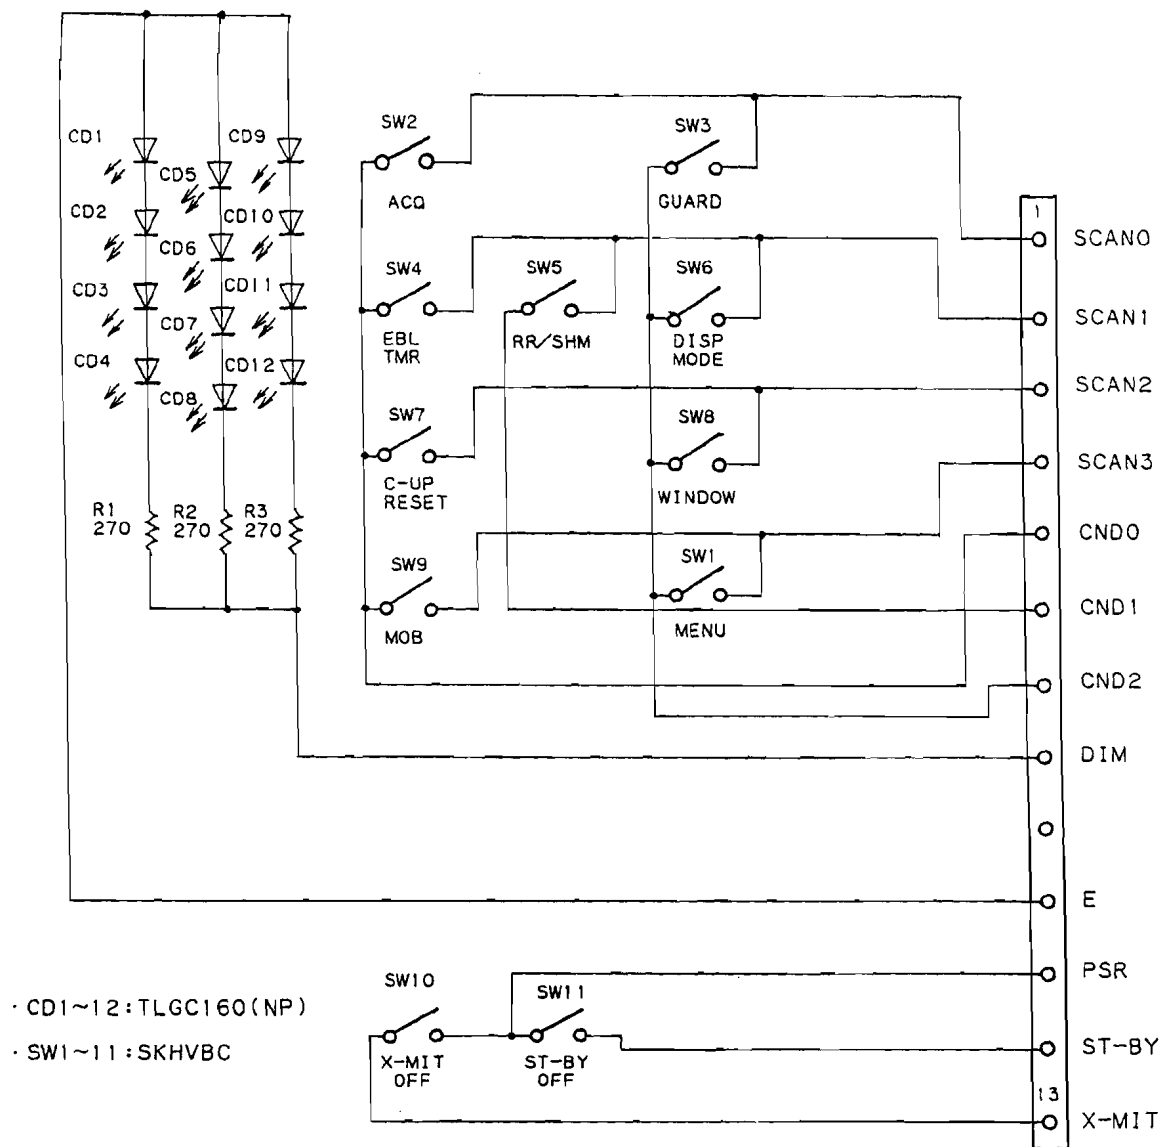 CD1
CD2
CD3
CD4
CD5
CD6
CD7
CD8
CD9
CD10
CD11
CD12
R1
270
R2
270
R3
270
SW2
ACQ
SW3
GUARD
SW4
EBL
TMR
SW5
RR/SHM
SW6
DISP
MODE
SW7
C-UP
RESET
SW8
WINDOW
SW9
MOB
SW1
MENU
1
SCAN0
SCAN1
SCAN2
SCAN3
CND0
CND1
CND2
DIM
E
PSR
ST-BY
13
X-MIT
SW10
X-MIT
OFF
SW11
ST-BY
OFF
· CD1~12:TLGC160(NP)
· SW1~11:SKHVBC